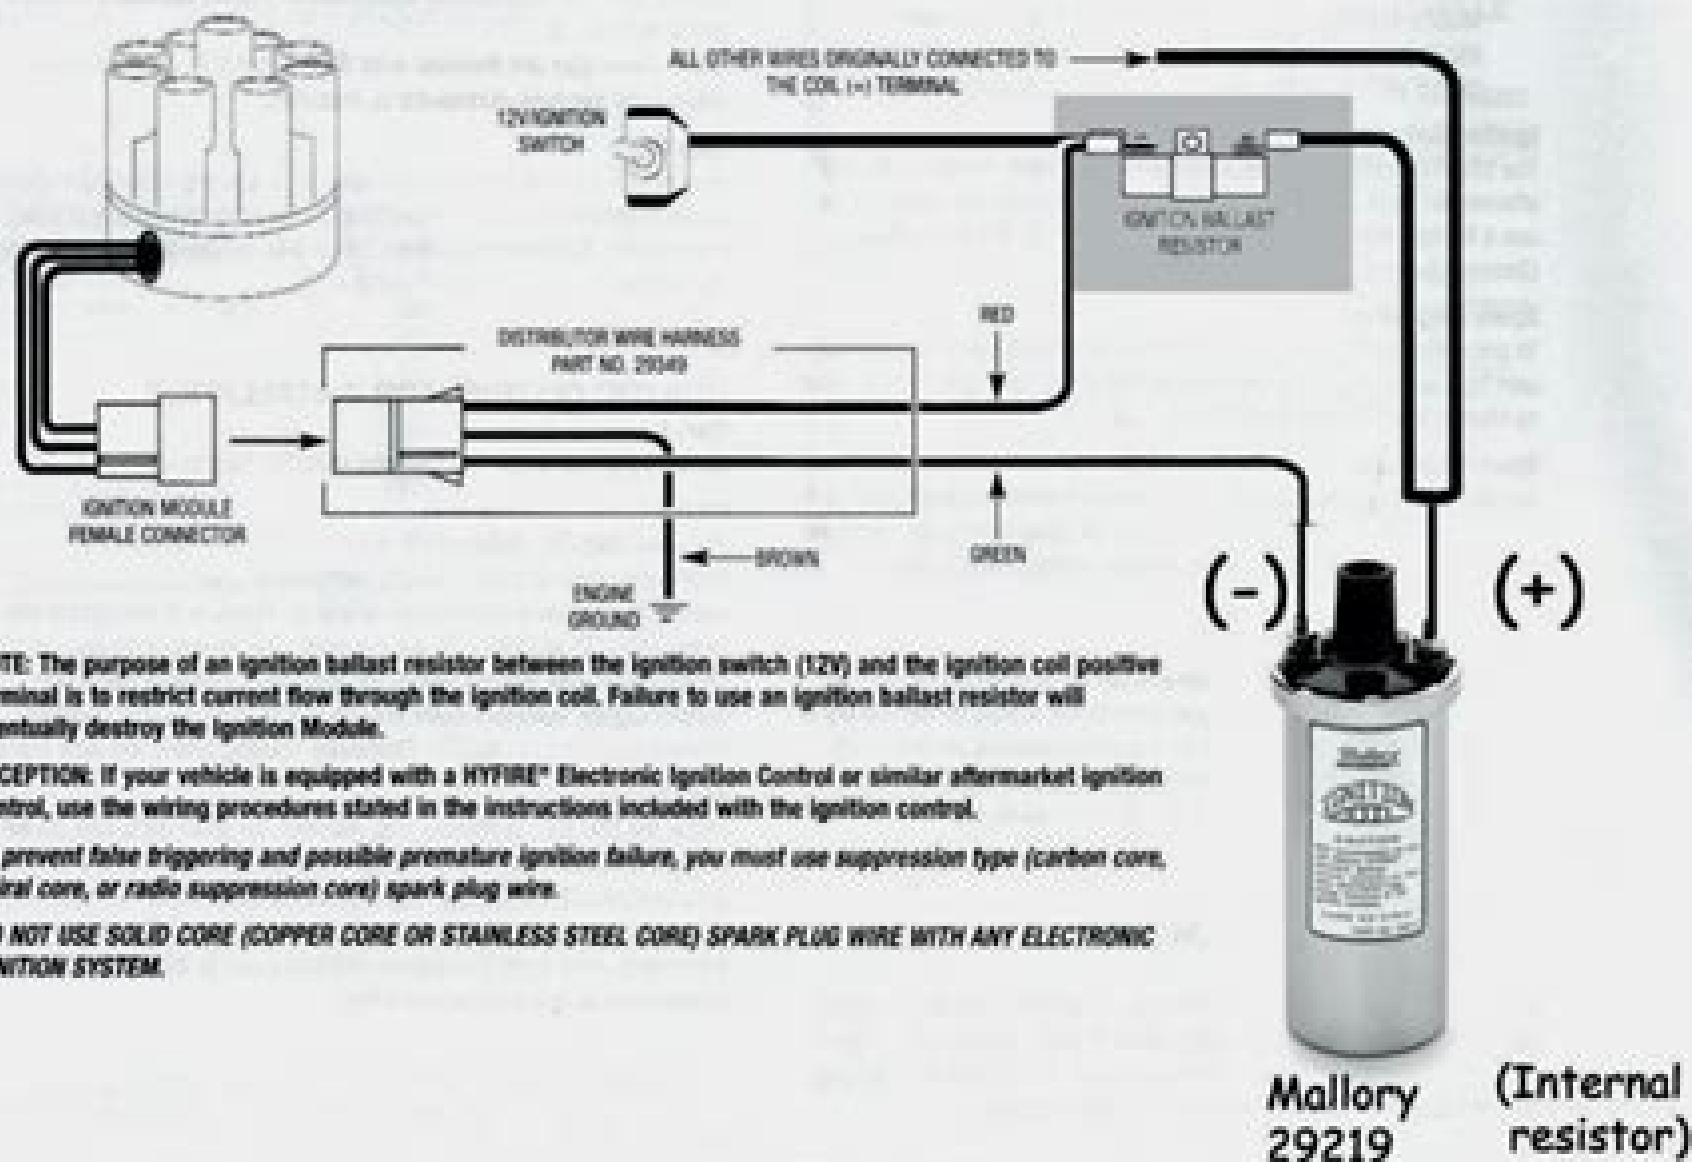 ALL OTHER WIRES ORIGINALLY CONNECTED TO
THE COIL (+) TERMINAL
12V IGNITION
SWITCH
IGNITION BALLAST
RESISTOR
RED
DISTRIBUTOR WIRE HARNESS
PART NO. 29349
IGNITION MODULE
FEMALE CONNECTOR
BROWN
GREEN
ENGINE
GROUND
(-)
(+)
TE: The purpose of an ignition ballast resistor between the ignition switch (12V) and the ignition coil positive
rminal is to restrict current flow through the ignition coil. Failure to use an ignition ballast resistor will
entually destroy the Ignition Module.
CEPTION: If your vehicle is equipped with a HYFIRE® Electronic Ignition Control or similar aftermarket ignition
ntrol, use the wiring procedures stated in the instructions included with the ignition control.
prevent false triggering and possible premature ignition failure, you must use suppression type (carbon core,
iral core, or radio suppression core) spark plug wire.
NOT USE SOLID CORE (COPPER CORE OR STAINLESS STEEL CORE) SPARK PLUG WIRE WITH ANY ELECTRONIC
NITION SYSTEM.
Mallory
IGNITION
COIL
Mallory
29219
(Internal
resistor)